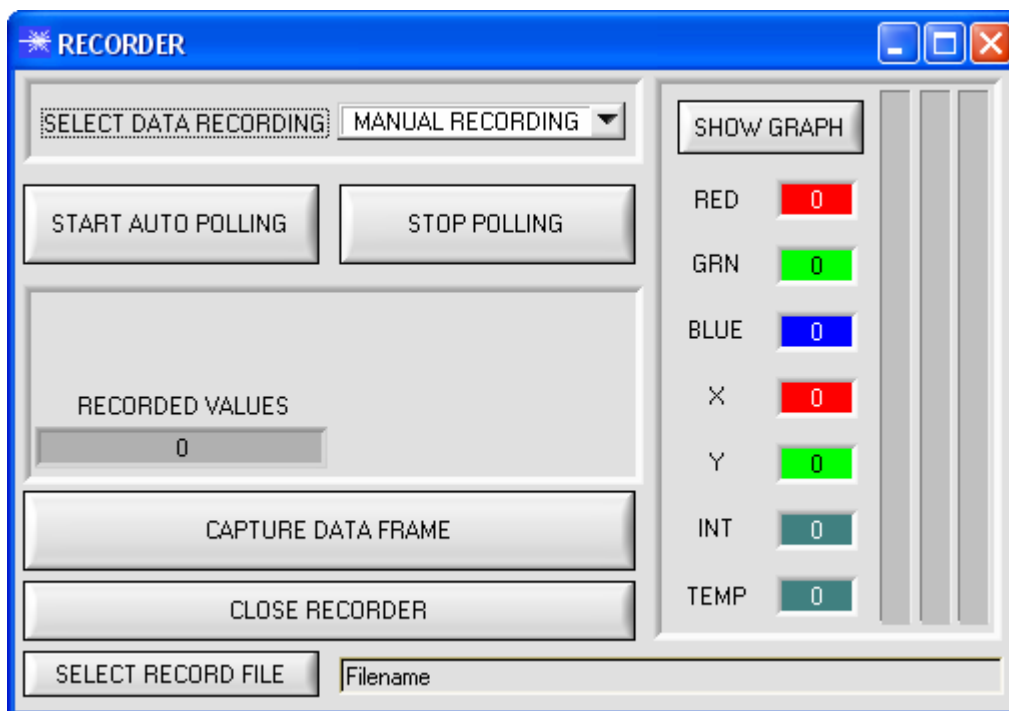 RECORDER
SELECT DATA RECORDING MANUAL RECORDING
START AUTO POLLING STOP POLLING
RECORDED VALUES
0
CAPTURE DATA FRAME
CLOSE RECORDER
SELECT RECORD FILE Filename
SHOW GRAPH
RED 0
GRN 0
BLUE 0
X 0
Y 0
INT 0
TEMP 0